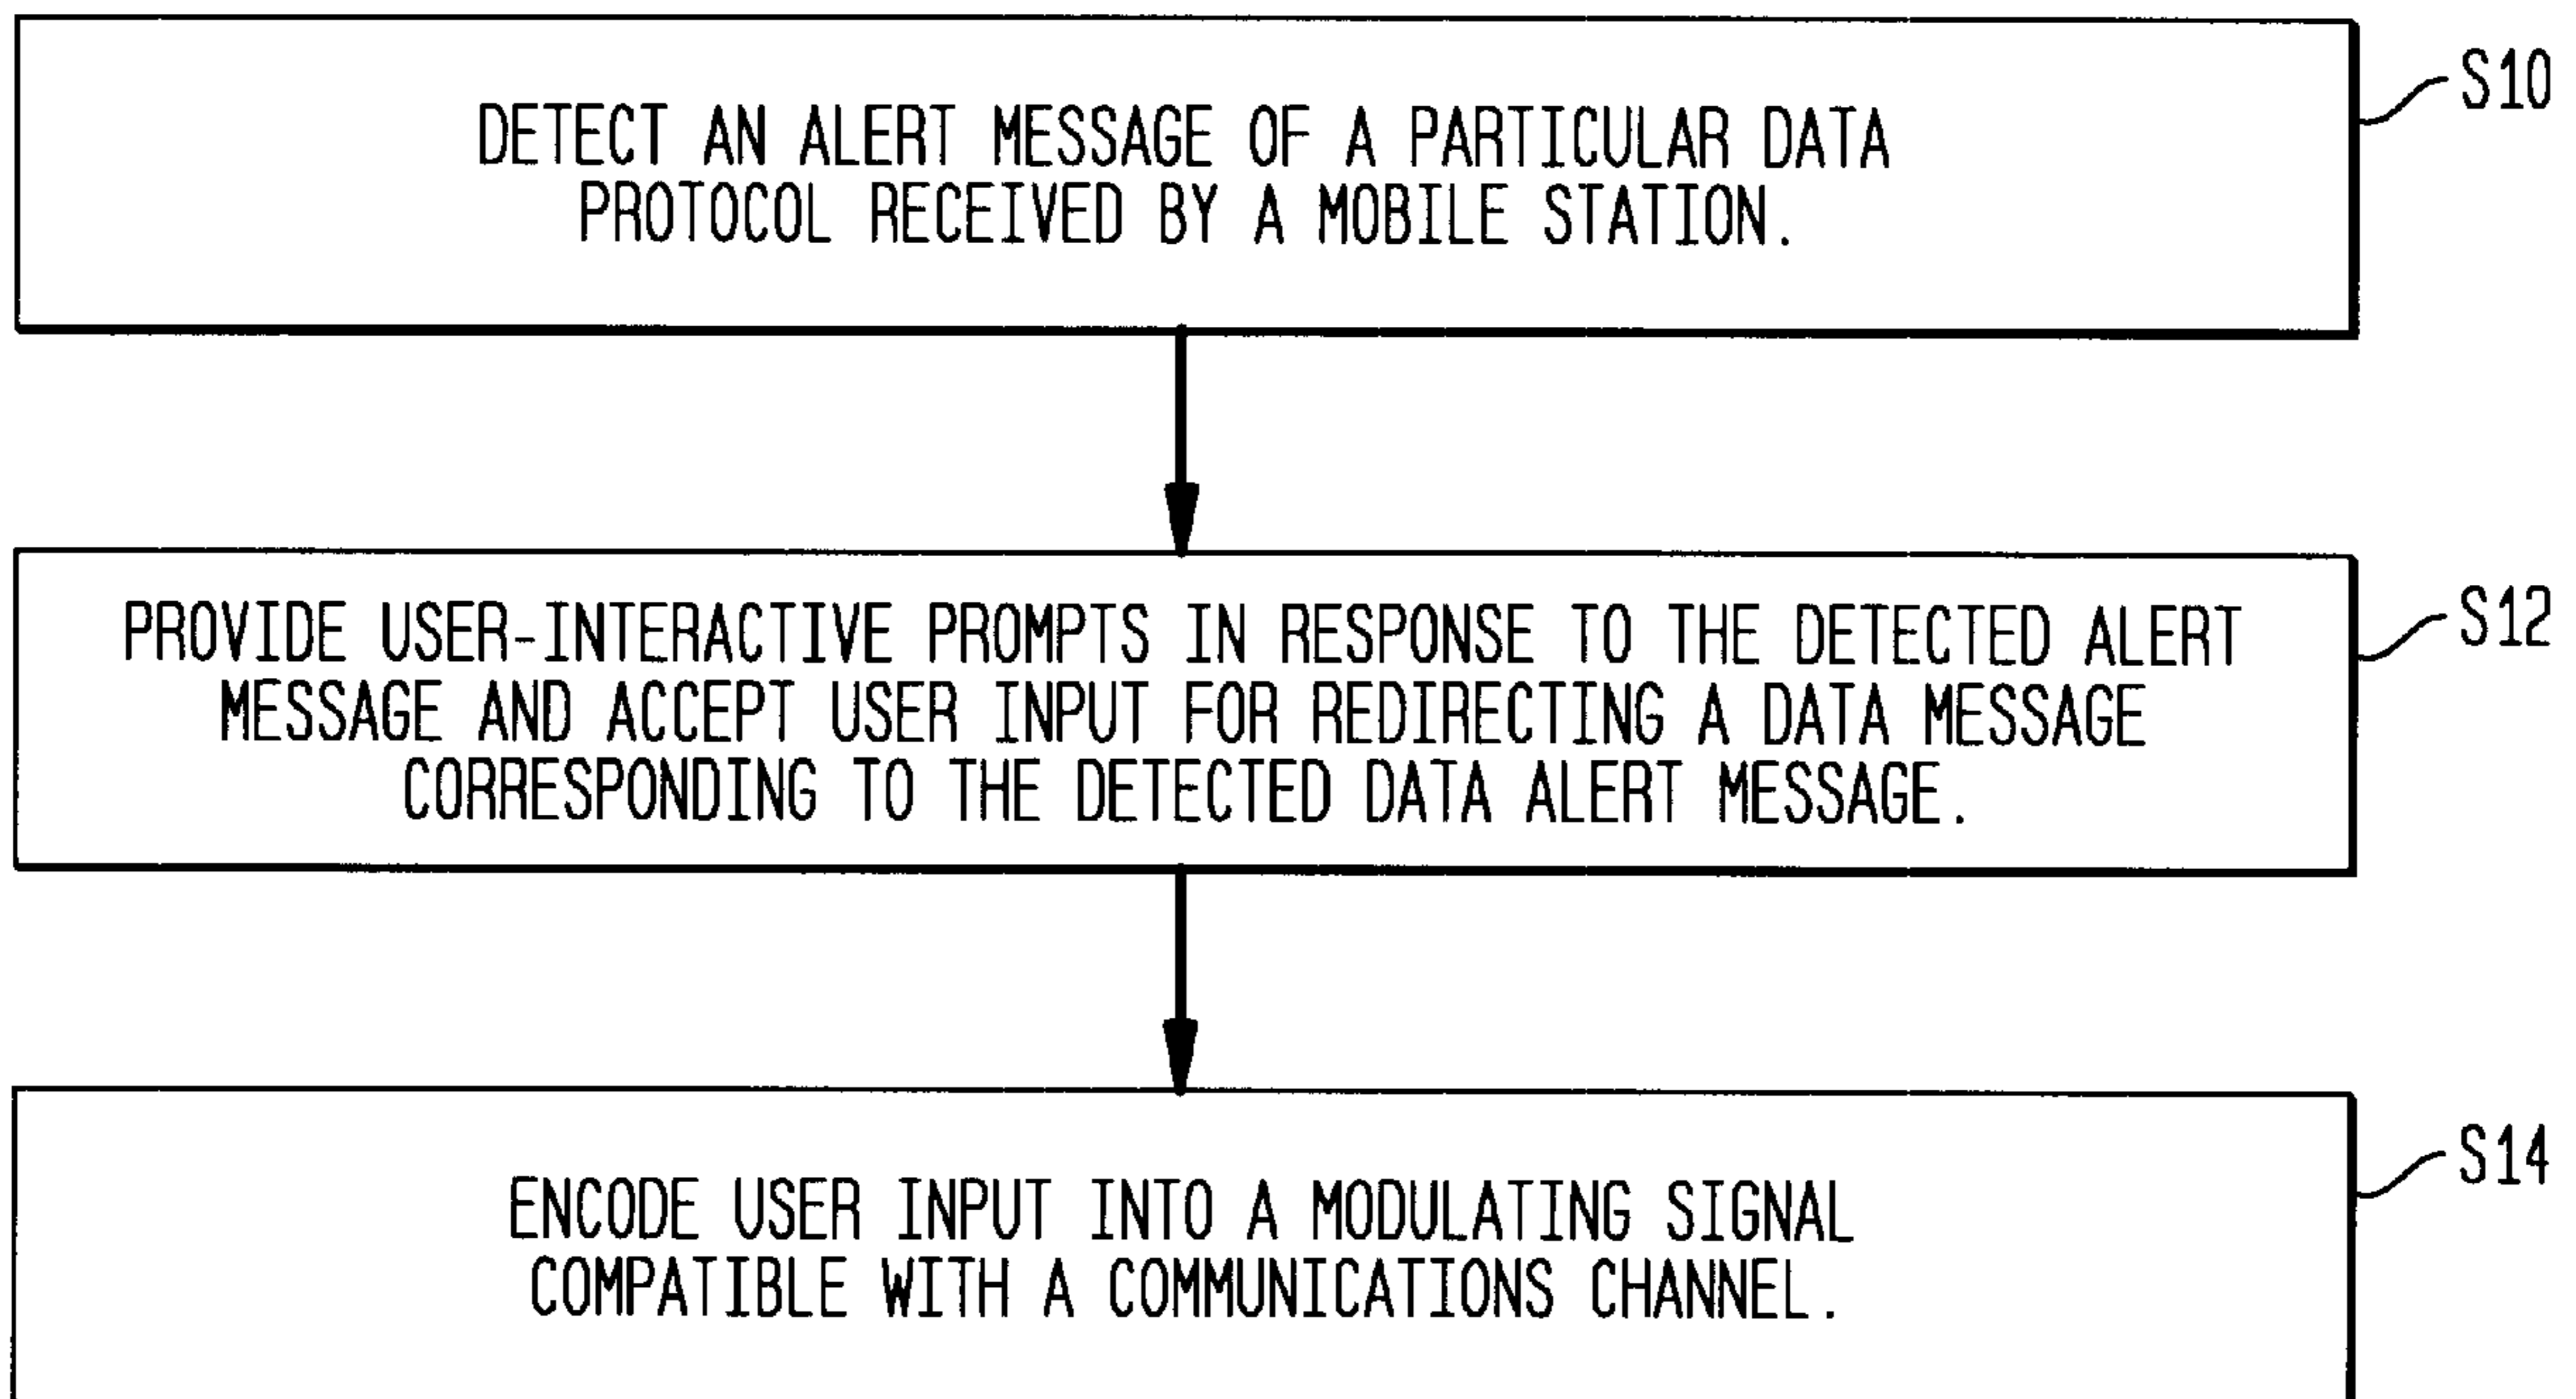 DETECT AN ALERT MESSAGE OF A PARTICULAR DATA
PROTOCOL RECEIVED BY A MOBILE STATION.
S10
PROVIDE USER-INTERACTIVE PROMPTS IN RESPONSE TO THE DETECTED ALERT
MESSAGE AND ACCEPT USER INPUT FOR REDIRECTING A DATA MESSAGE
CORRESPONDING TO THE DETECTED DATA ALERT MESSAGE.
S12
ENCODE USER INPUT INTO A MODULATING SIGNAL
COMPATIBLE WITH A COMMUNICATIONS CHANNEL.
S14